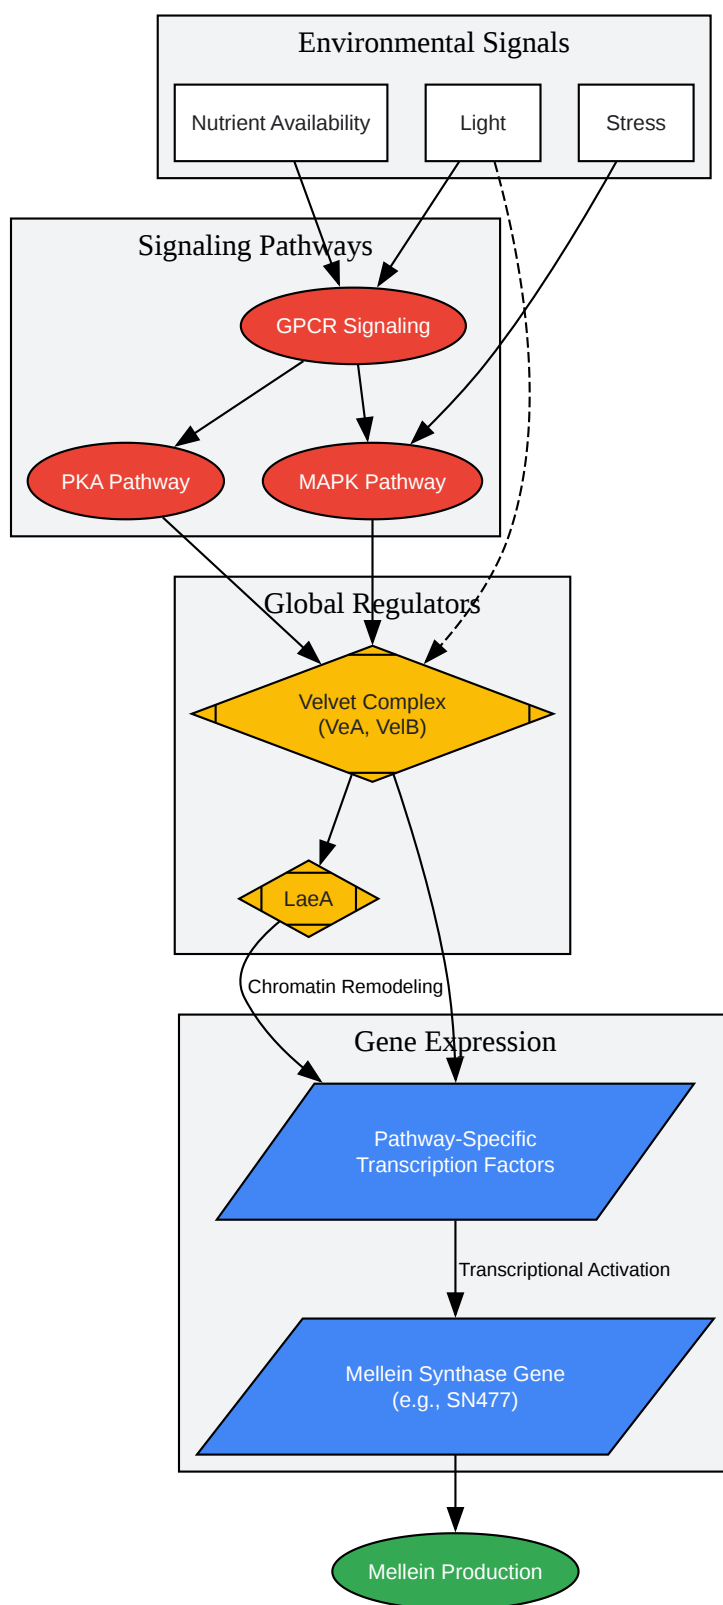 Environmental Signals
Nutrient Availability
Light
Stress
Signaling Pathways
GPCR Signaling
PKA Pathway
MAPK Pathway
Global Regulators
Velvet Complex
(VeA, VelB)
LaeA
Chromatin Remodeling
Gene Expression
Pathway-Specific
Transcription Factors
Transcriptional Activation
Mellein Synthase Gene
(e.g., SN477)
Mellein Production